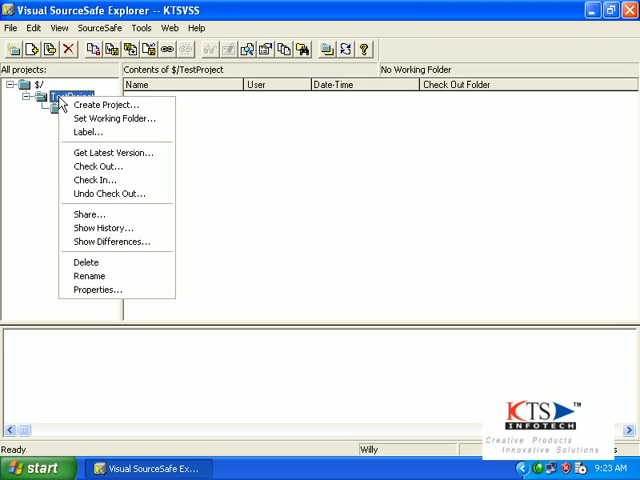 Visual SourceSafe Explorer -- KTSVSS
File Edit View SourceSafe Tools Web Help
All projects: Contents of $/TestProject No Working Folder
Name User Date-Time Check Out Folder
$/
TestProject
Create Project...
Set Working Folder...
Label...
Get Latest Version...
Check Out...
Check In...
Undo Check Out...
Share...
Show History...
Show Differences...
Delete
Rename
Properties...
KTS™
INFOTECH
Creative Products
Innovative Solutions
Ready Willy
start Visual SourceSafe Ex... 9:23 AM